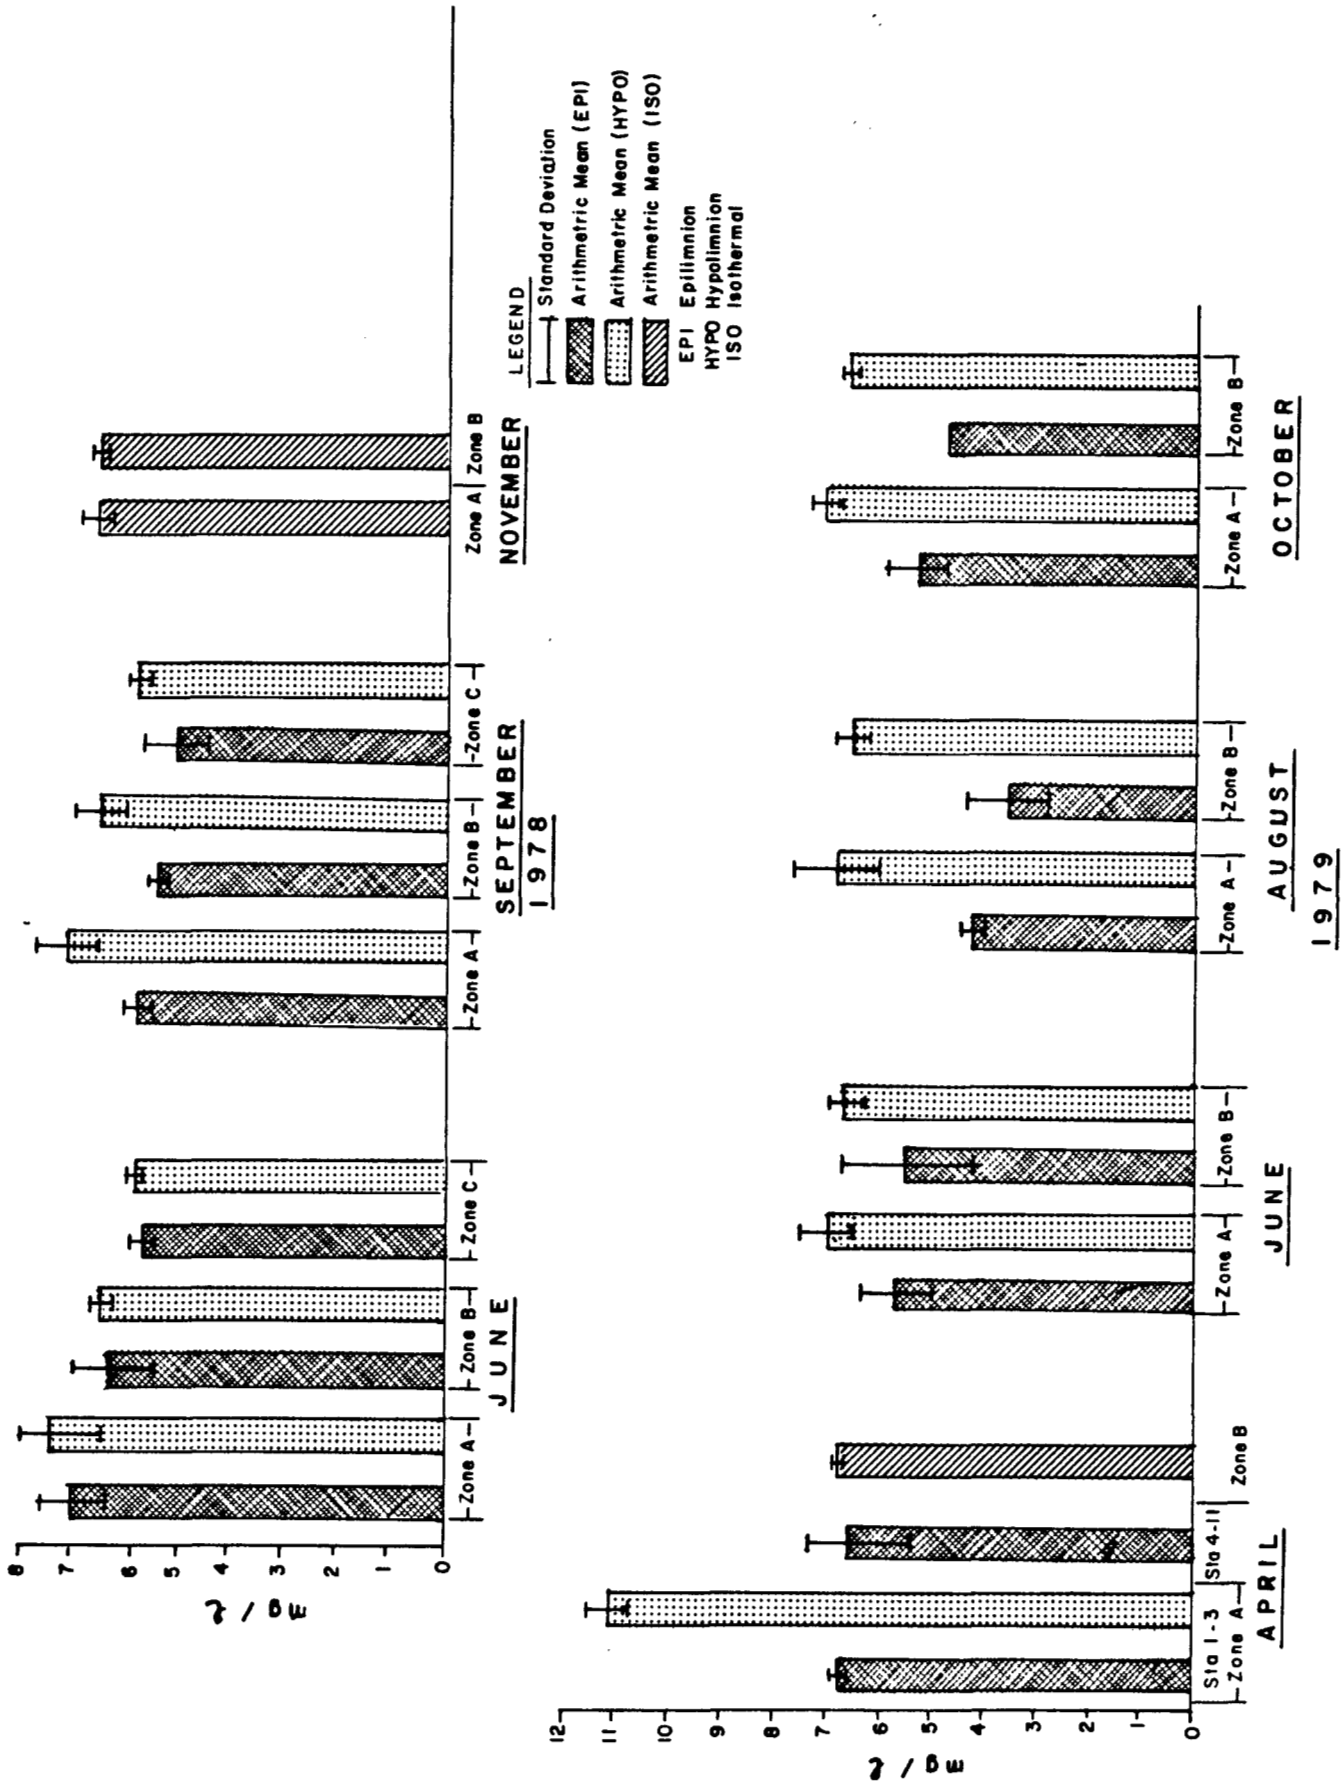 8
7
6
5
4
3
2
1
0
mg / ℓ
Zone A
Zone B
Zone C
JUNE
Zone A
Zone B
Zone C
SEPTEMBER
1978
Zone A
Zone B
NOVEMBER
LEGEND
Standard Deviation
Arithmetric Mean (EPI)
Arithmetric Mean (HYPO)
Arithmetric Mean (ISO)
EPI Epilimnion
HYPO Hypolimnion
ISO Isothermal
12
11
10
9
8
7
6
5
4
3
2
1
0
mg / ℓ
Sta 1-3
Sta 4-11
Zone A
Zone B
APRIL
Zone A
Zone B
JUNE
Zone A
Zone B
AUGUST
1979
Zone A
Zone B
OCTOBER